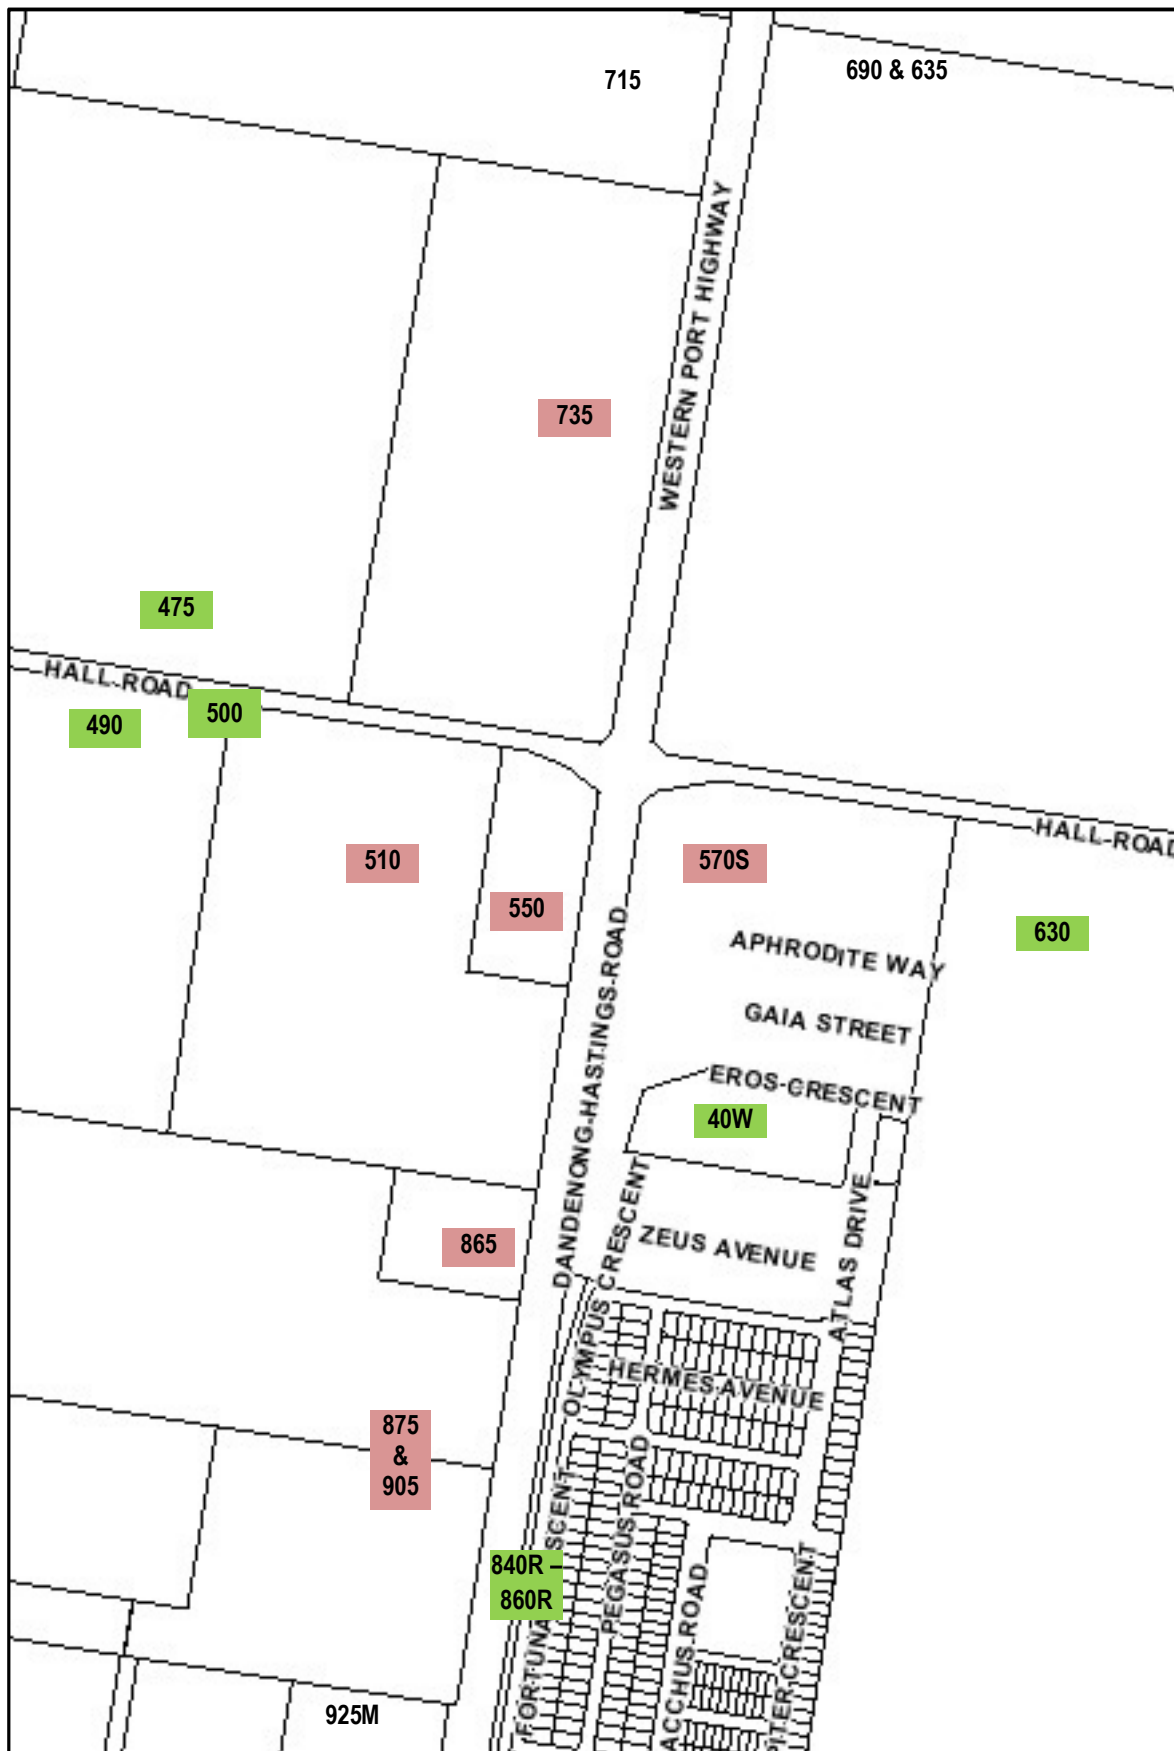 690 & 635
715
WESTERN PORT HIGHWAY
735
475
HALL ROAD
500
490
HALL ROAD
510
570S
550
630
DANDENONG-HASTINGS-ROAD
APHRODITE WAY
GAIA STREET
EROS-CRESCENT
40W
OLYMPUS CRESCENT
ZEUS AVENUE
ATLAS DRIVE
865
HERMES AVENUE
875
&
905
PEGASUS ROAD
840R –
860R
925M